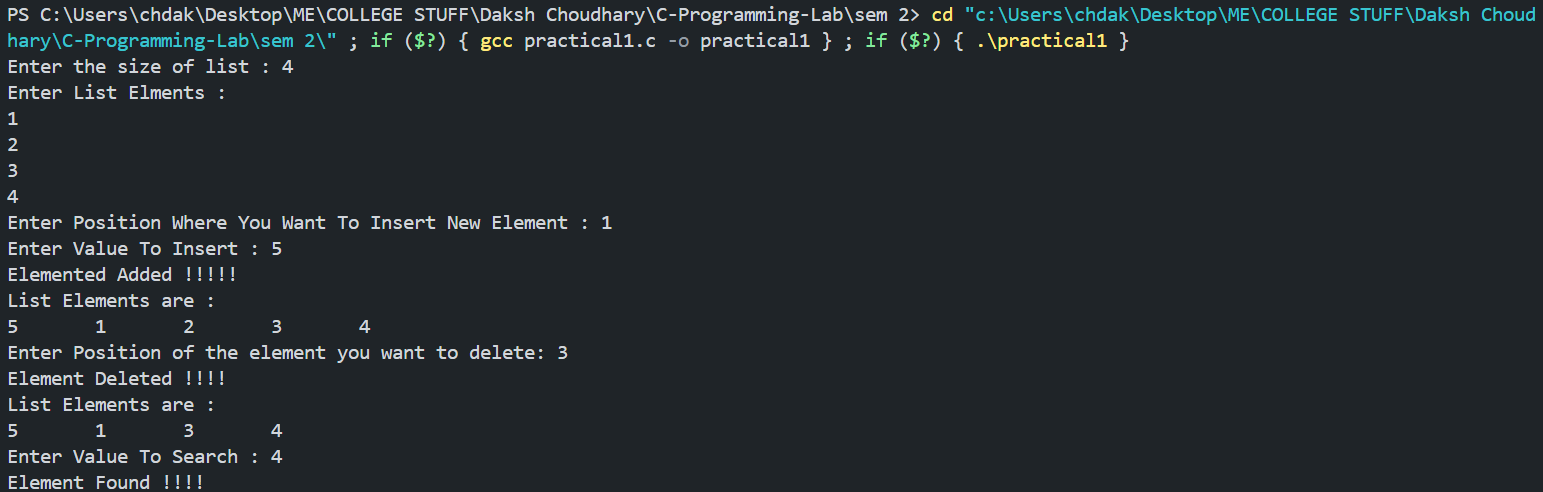 PS C:\Users\chdak\Desktop\ME\COLLEGE STUFF\Daksh Choudhary\C-Programming-Lab\sem 2> cd "c:\Users\chdak\Desktop\ME\COLLEGE STUFF\Daksh Choud
hary\C-Programming-Lab\sem 2\" ; if ($?) { gcc practical1.c -o practical1 } ; if ($?) { .\practical1 }
Enter the size of list : 4
Enter List Elments :
1
2
3
4
Enter Position Where You Want To Insert New Element : 1
Enter Value To Insert : 5
Elemented Added !!!!!
List Elements are :
5       1       2       3       4
Enter Position of the element you want to delete: 3
Element Deleted !!!!
List Elements are :
5       1       3       4
Enter Value To Search : 4
Element Found !!!!